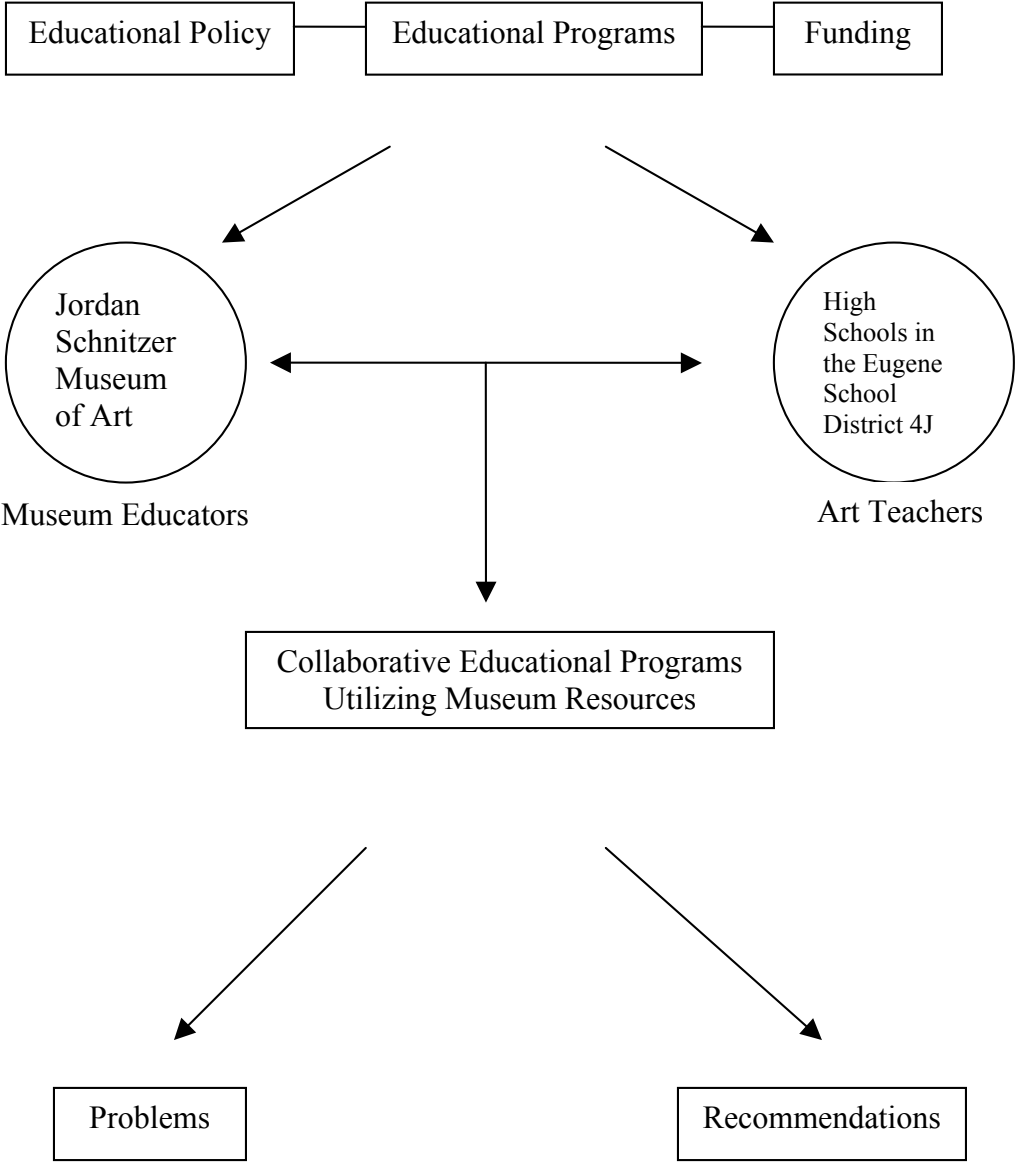 Educational Policy
Educational Programs
Funding
Jordan
Schnitzer
Museum
of Art
High
Schools in
the Eugene
School
District 4J
Museum Educators
Art Teachers
Collaborative Educational Programs
Utilizing Museum Resources
Problems
Recommendations